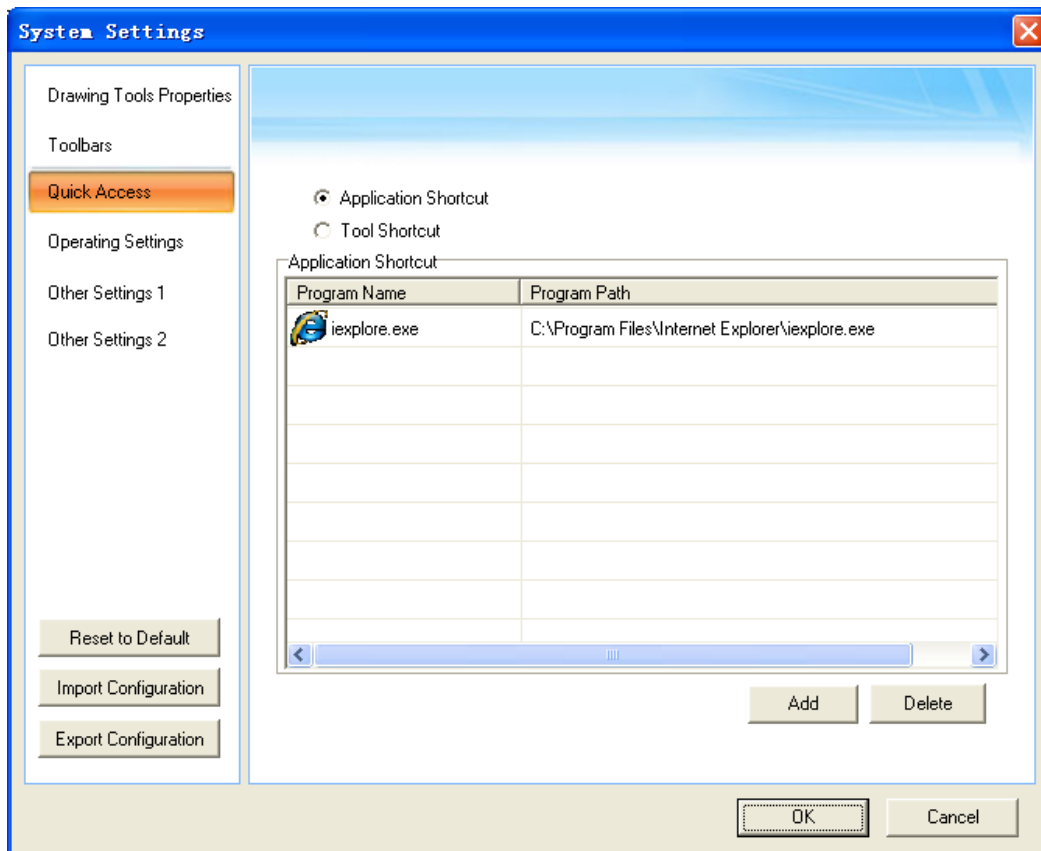 System Settings
Drawing Tools Properties
Toolbars
Quick Access
Operating Settings
Other Settings 1
Other Settings 2
Reset to Default
Import Configuration
Export Configuration
Application Shortcut
Tool Shortcut
Application Shortcut
Program Name Program Path
iexplore.exe C:\Program Files\Internet Explorer\iexplore.exe
Add Delete
OK Cancel